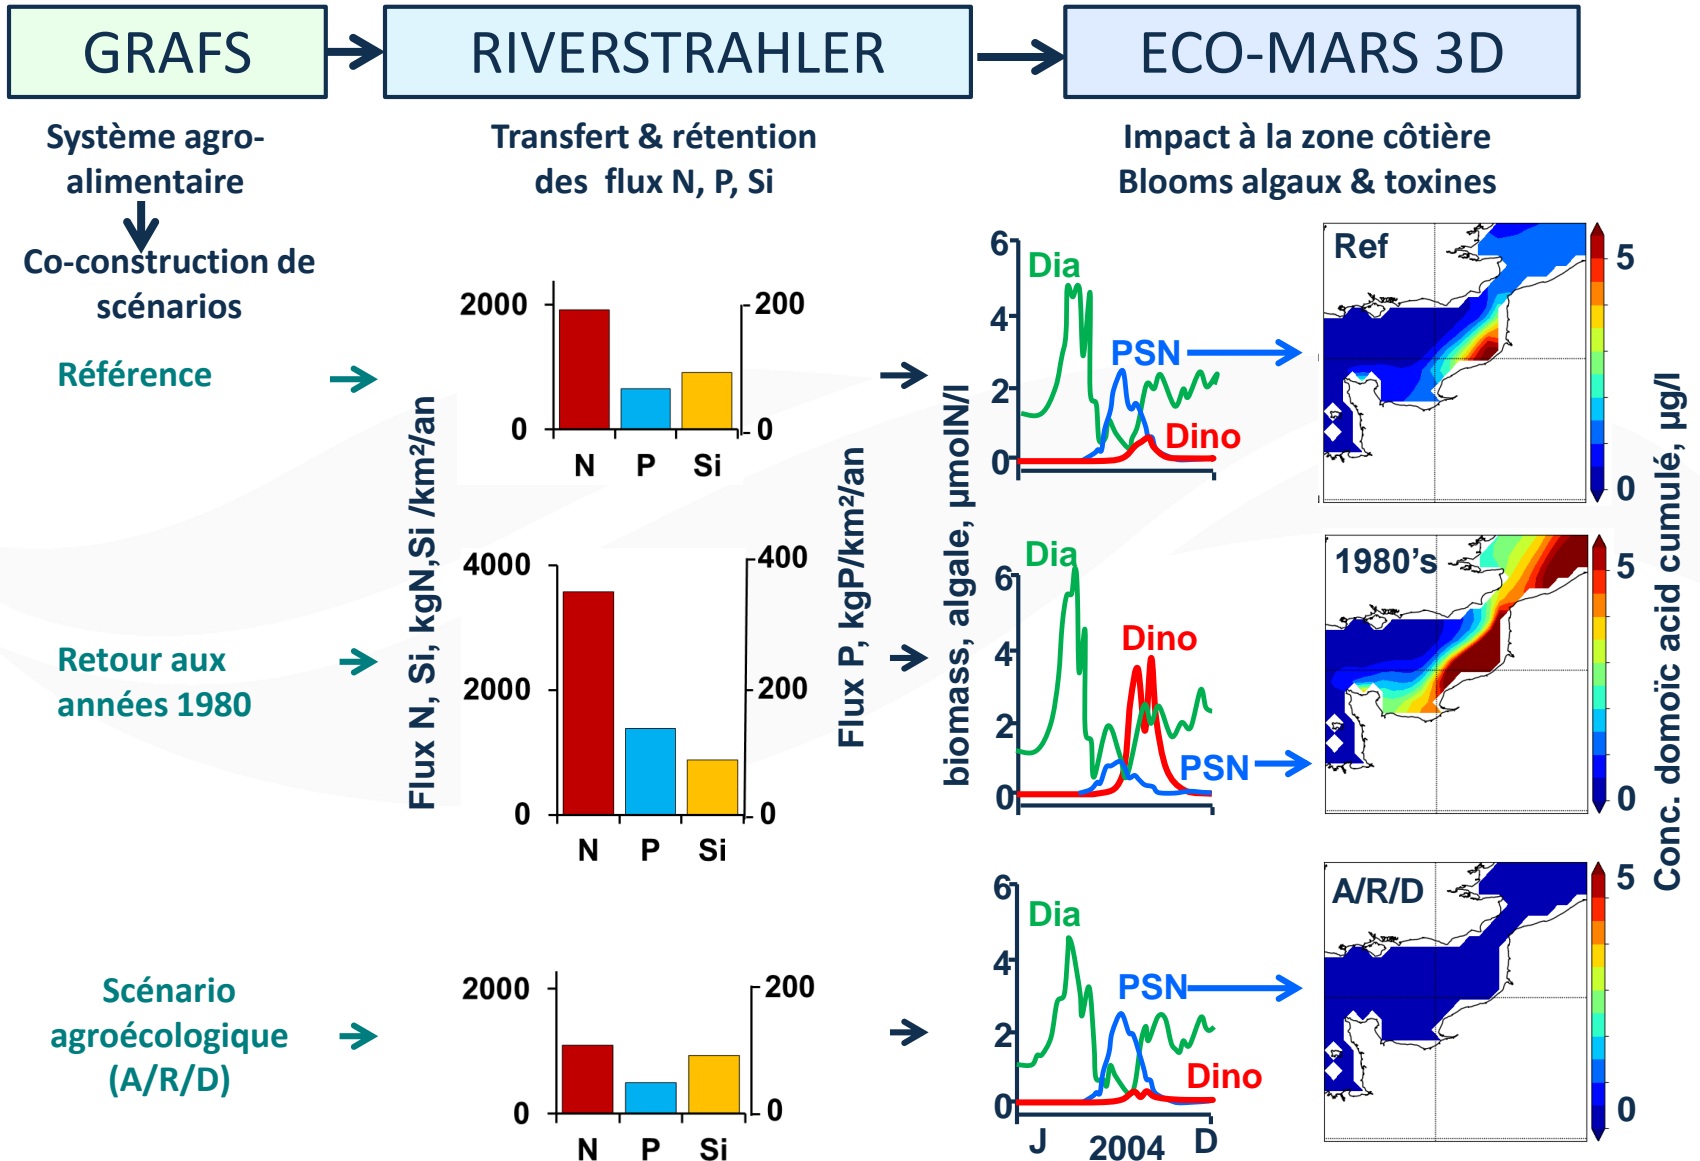 GRAFS
RIVERSTRAHLER
ECO-MARS 3D
Système agro-
alimentaire
Transfert & rétention
des flux N, P, Si
Impact à la zone côtière
Blooms algaux & toxines
Co-construction de
scénarios
Référence
Retour aux
années 1980
Scénario
agroécologique
(A/R/D)
Flux N, Si, kgN,Si /km²/an
2000
0
200
0
N P Si
4000
2000
0
400
200
0
N P Si
2000
0
200
0
N P Si
Flux P, kgP/km²/an
biomass, algale, µmolN/l
6
4
2
0
Dia
PSN
Dino
6
4
2
0
Dia
Dino
PSN
6
4
2
0
Dia
PSN
Dino
J 2004 D
Ref
5
0
1980's
5
0
A/R/D
5
0
Conc. domoïc acid cumulé, µg/l